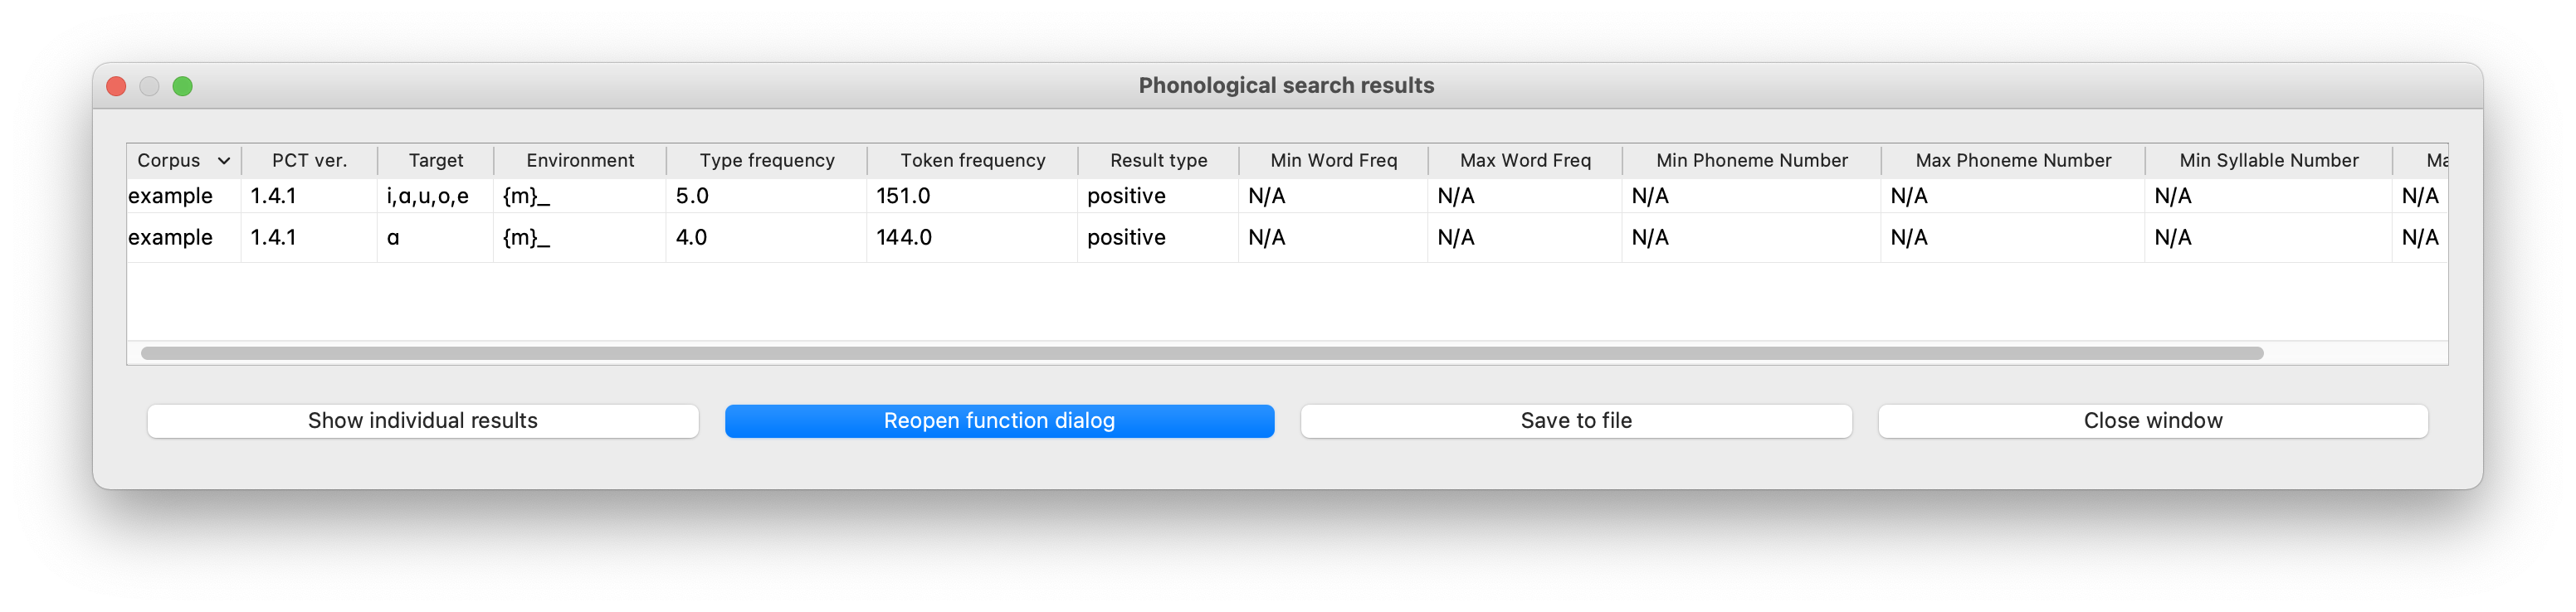 Phonological search results
Corpus PCT ver. Target Environment Type frequency Token frequency Result type Min Word Freq Max Word Freq Min Phoneme Number Max Phoneme Number Min Syllable Number Ma
example 1.4.1 i,ɑ,u,o,e {m}_ 5.0 151.0 positive N/A N/A N/A N/A N/A N/A
example 1.4.1 ɑ {m}_ 4.0 144.0 positive N/A N/A N/A N/A N/A N/A
Show individual results Reopen function dialog Save to file Close window